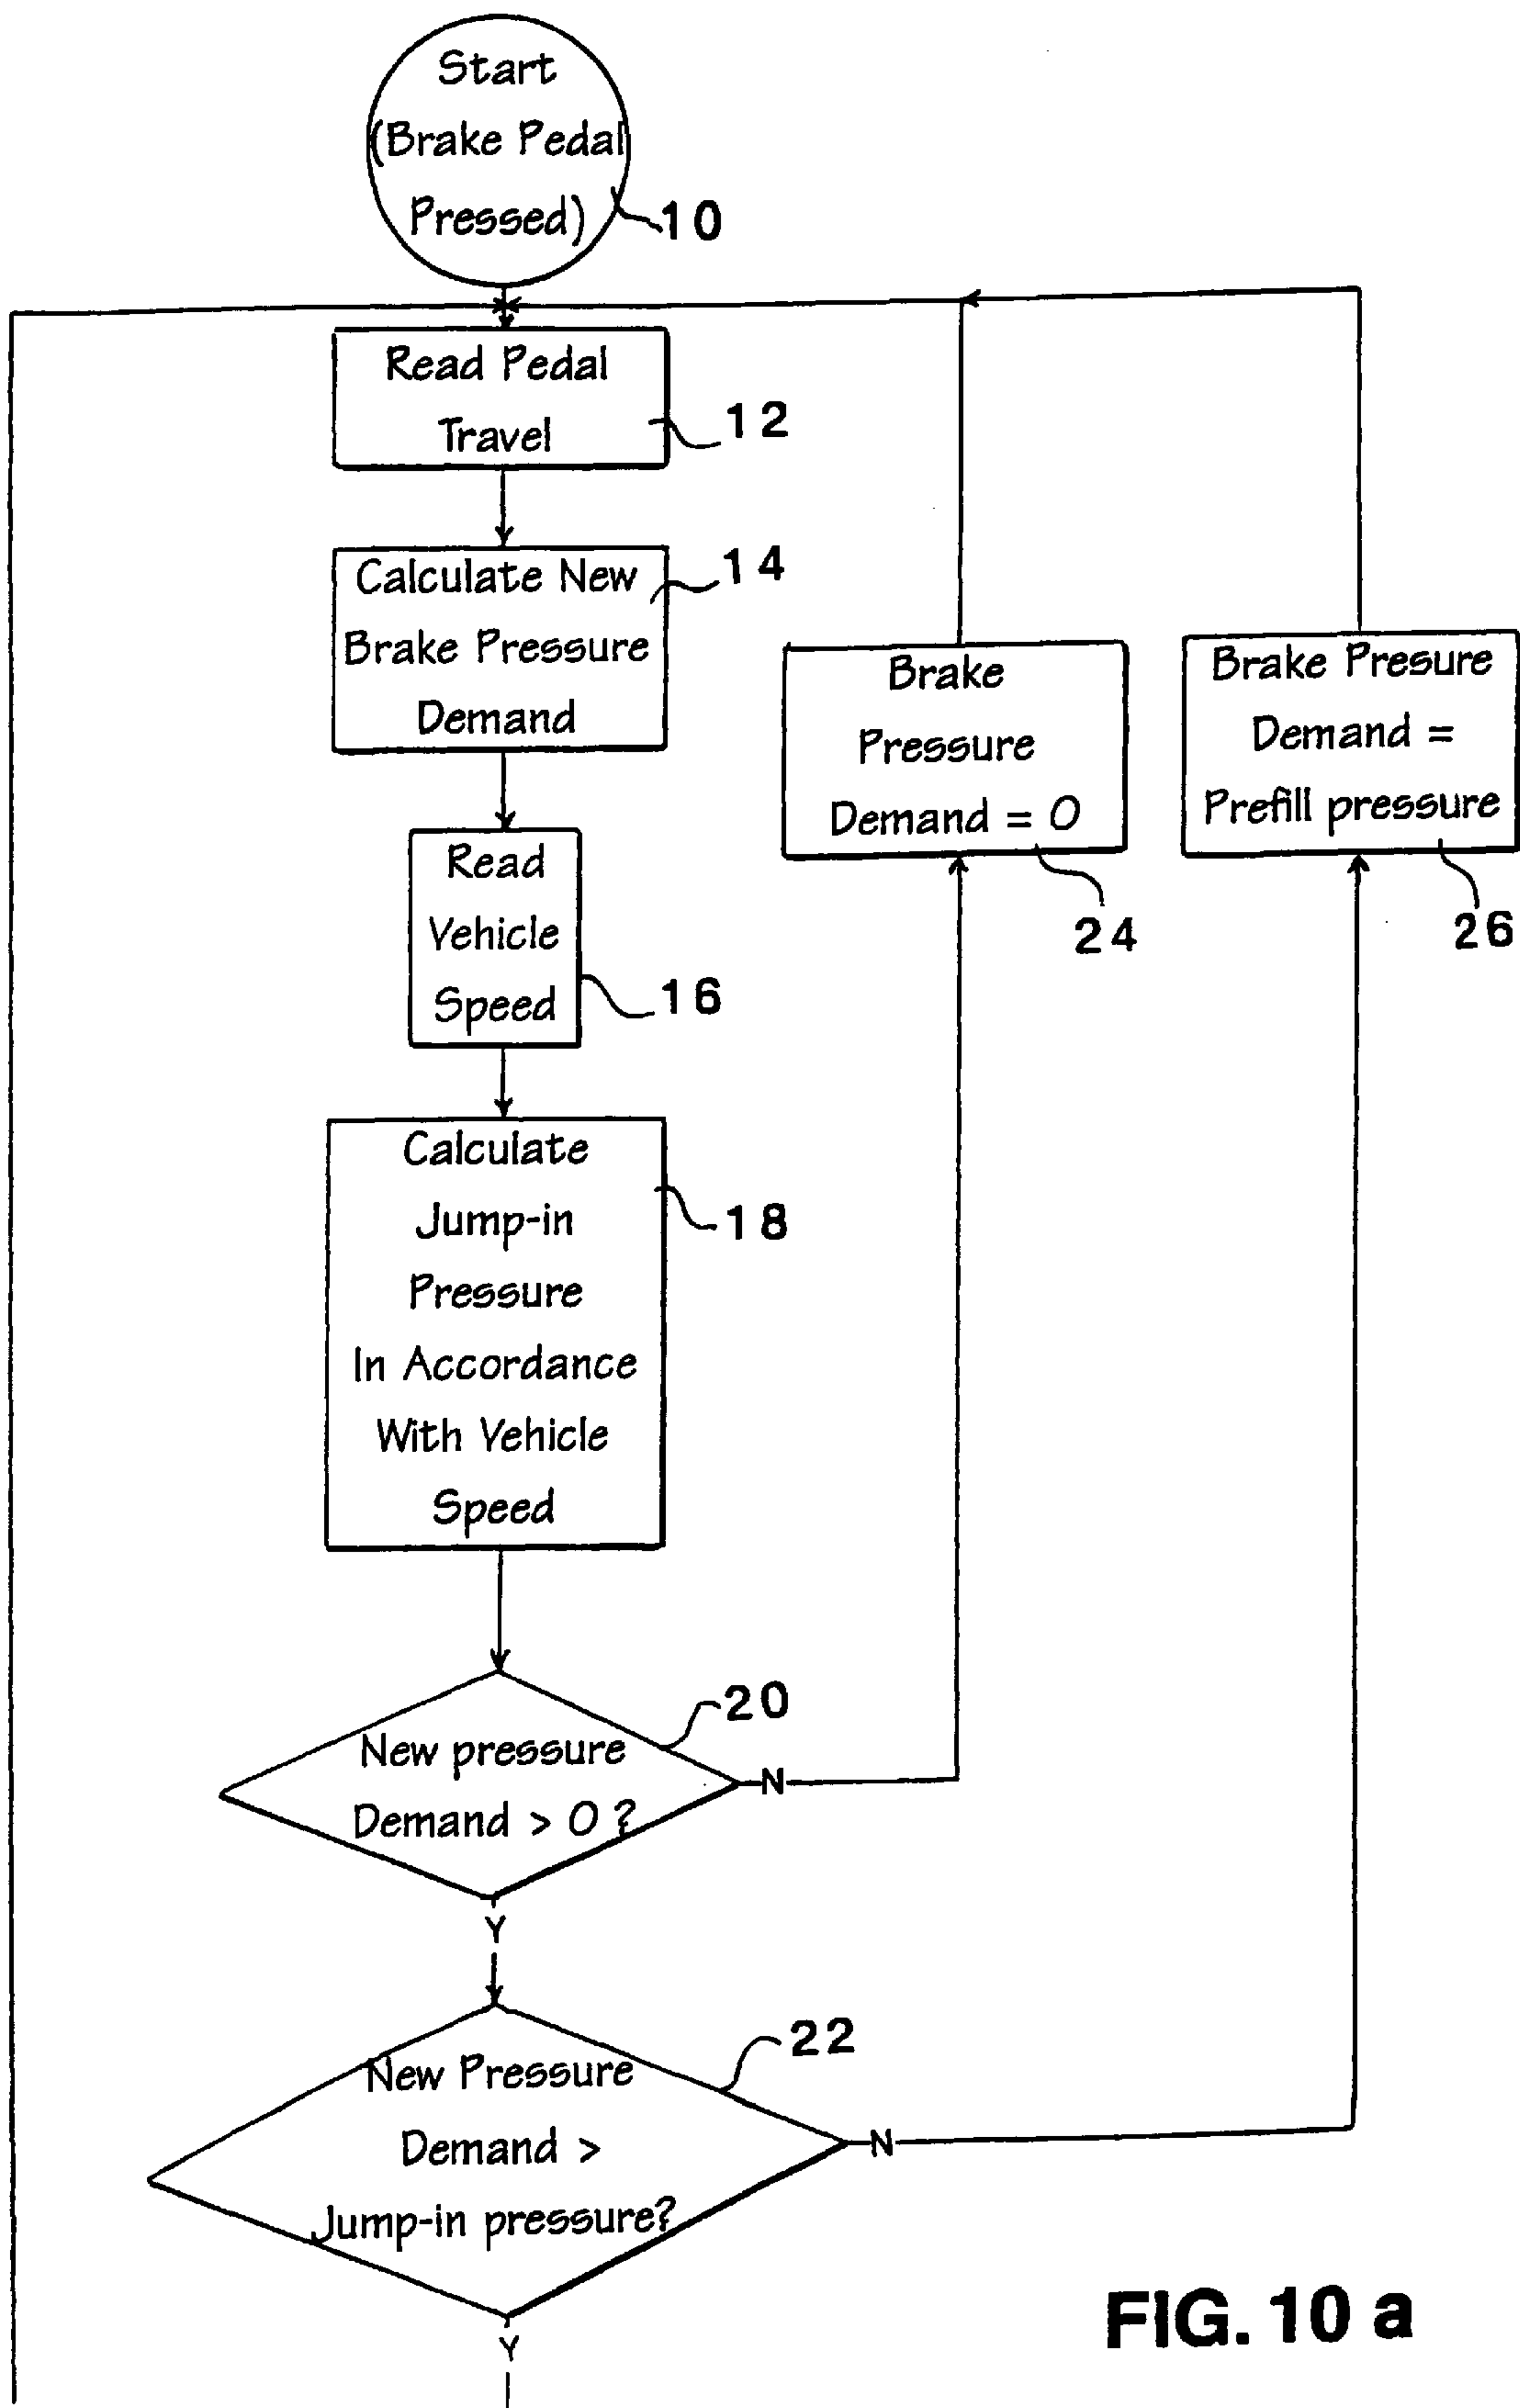 Start
(Brake Pedal
Pressed)
10
Read Pedal
Travel
12
Calculate New
Brake Pressure
Demand
14
Read
Vehicle
Speed
16
Calculate
Jump-in
Pressure
In Accordance
With Vehicle
Speed
18
Brake
Pressure
Demand = 0
24
Brake Presure
Demand =
Prefill pressure
26
New pressure
Demand > 0 ?
20
N
Y
New Pressure
Demand >
Jump-in pressure?
22
N
Y
FIG. 10 a